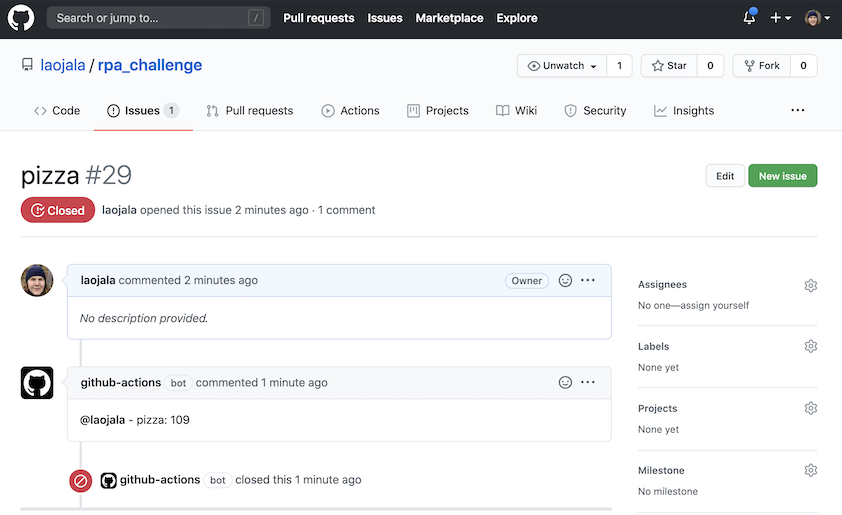 Search or jump to... /
Pull requests Issues Marketplace Explore
laojala / rpa_challenge
Unwatch 1 Star 0 Fork 0
Code Issues 1 Pull requests Actions Projects Wiki Security Insights ...
pizza #29
Edit New issue
Closed laojala opened this issue 2 minutes ago · 1 comment
laojala commented 2 minutes ago Owner ...
No description provided.
github-actions bot commented 1 minute ago ...
@laojala - pizza: 109
github-actions bot closed this 1 minute ago
Assignees
No one—assign yourself
Labels
None yet
Projects
None yet
Milestone
No milestone